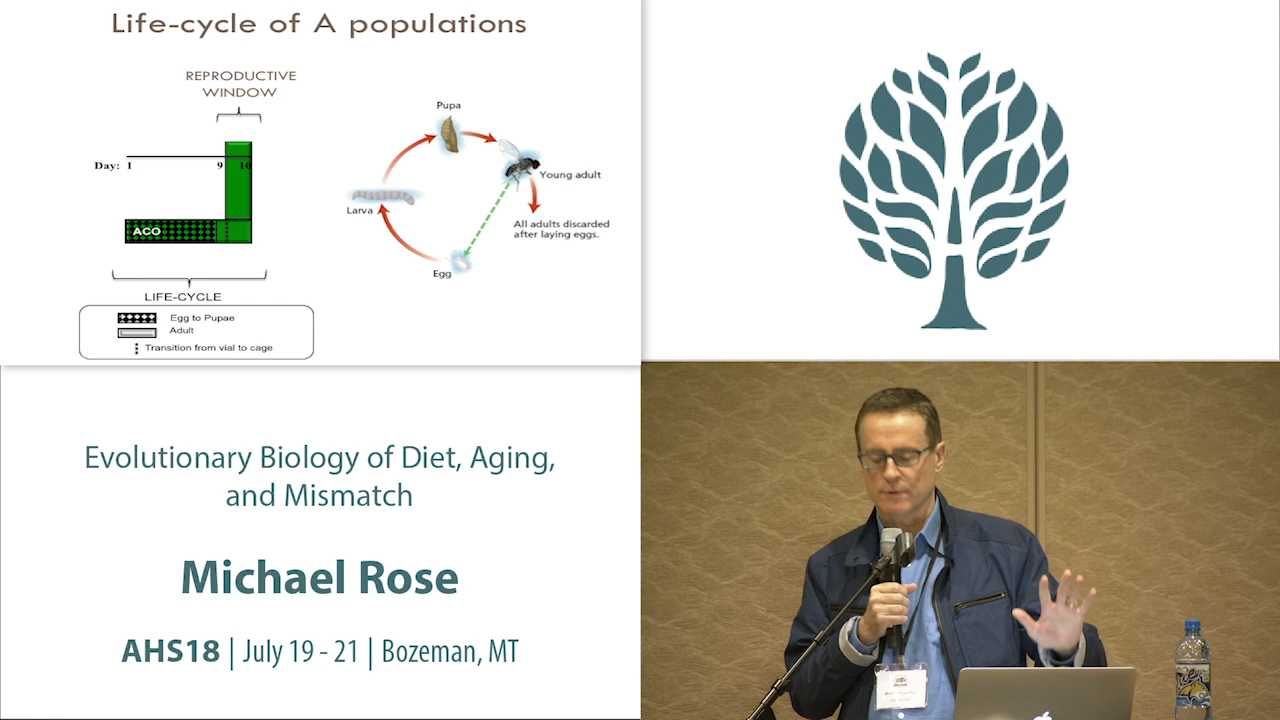 Life-cycle of A populations
REPRODUCTIVE
WINDOW
Day: 1 9 10
ACO
LIFE-CYCLE
Egg to Pupae
Adult
Transition from vial to cage
Pupa
Young adult
Larva
All adults discarded
after laying eggs.
Egg
Evolutionary Biology of Diet, Aging,
and Mismatch
Michael Rose
AHS18 | July 19 - 21 | Bozeman, MT